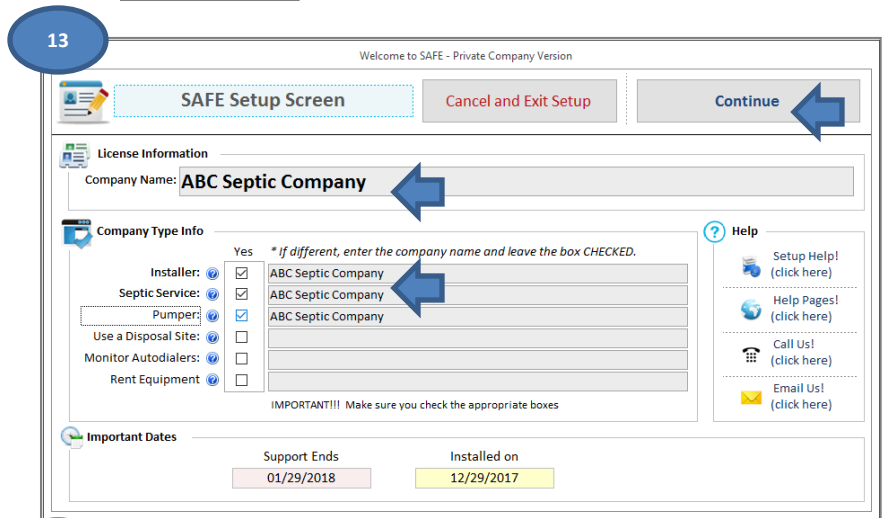 13
Welcome to SAFE - Private Company Version
SAFE Setup Screen
Cancel and Exit Setup
Continue
License Information
Company Name: ABC Septic Company
Company Type Info
Yes * If different, enter the company name and leave the box CHECKED.
Installer: ABC Septic Company
Septic Service: ABC Septic Company
Pumper: ABC Septic Company
Use a Disposal Site:
Monitor Autodialers:
Rent Equipment
IMPORTANT!!! Make sure you check the appropriate boxes
Help
Setup Help!
(click here)
Help Pages!
(click here)
Call Us!
(click here)
Email Us!
(click here)
Important Dates
Support Ends Installed on
01/29/2018 12/29/2017